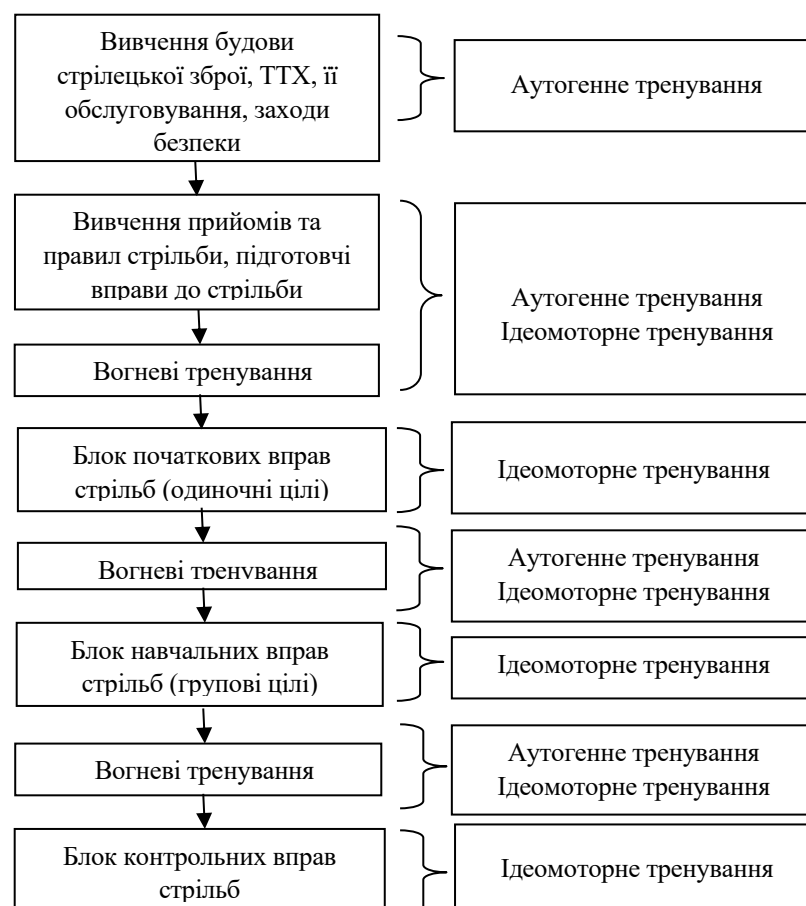 Вивчення будови
стрілецької зброї, ТТХ, її
обслуговування, заходи
безпеки
Аутогенне тренування
Вивчення прийомів та
правил стрільби, підготовчі
вправи до стрільби
Аутогенне тренування
Ідеомоторне тренування
Вогневі тренування
Блок початкових вправ
стрільб (одиночні цілі)
Ідеомоторне тренування
Вогневі тренування
Аутогенне тренування
Ідеомоторне тренування
Блок навчальних вправ
стрільб (групові цілі)
Ідеомоторне тренування
Вогневі тренування
Аутогенне тренування
Ідеомоторне тренування
Блок контрольних вправ
стрільб
Ідеомоторне тренування